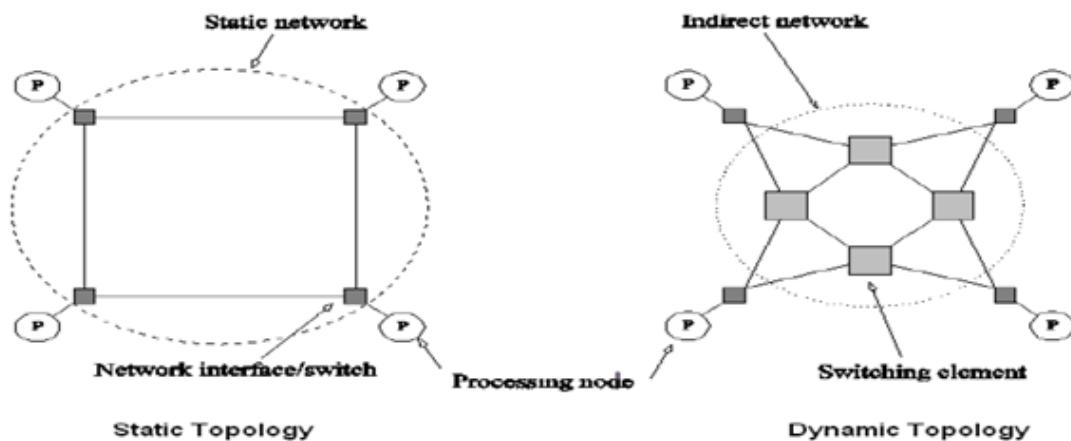 Static network
Indirect network
P
P
P
P
P
P
P
P
Network interface/switch
Processing node
Switching element
Static Topology
Dynamic Topology